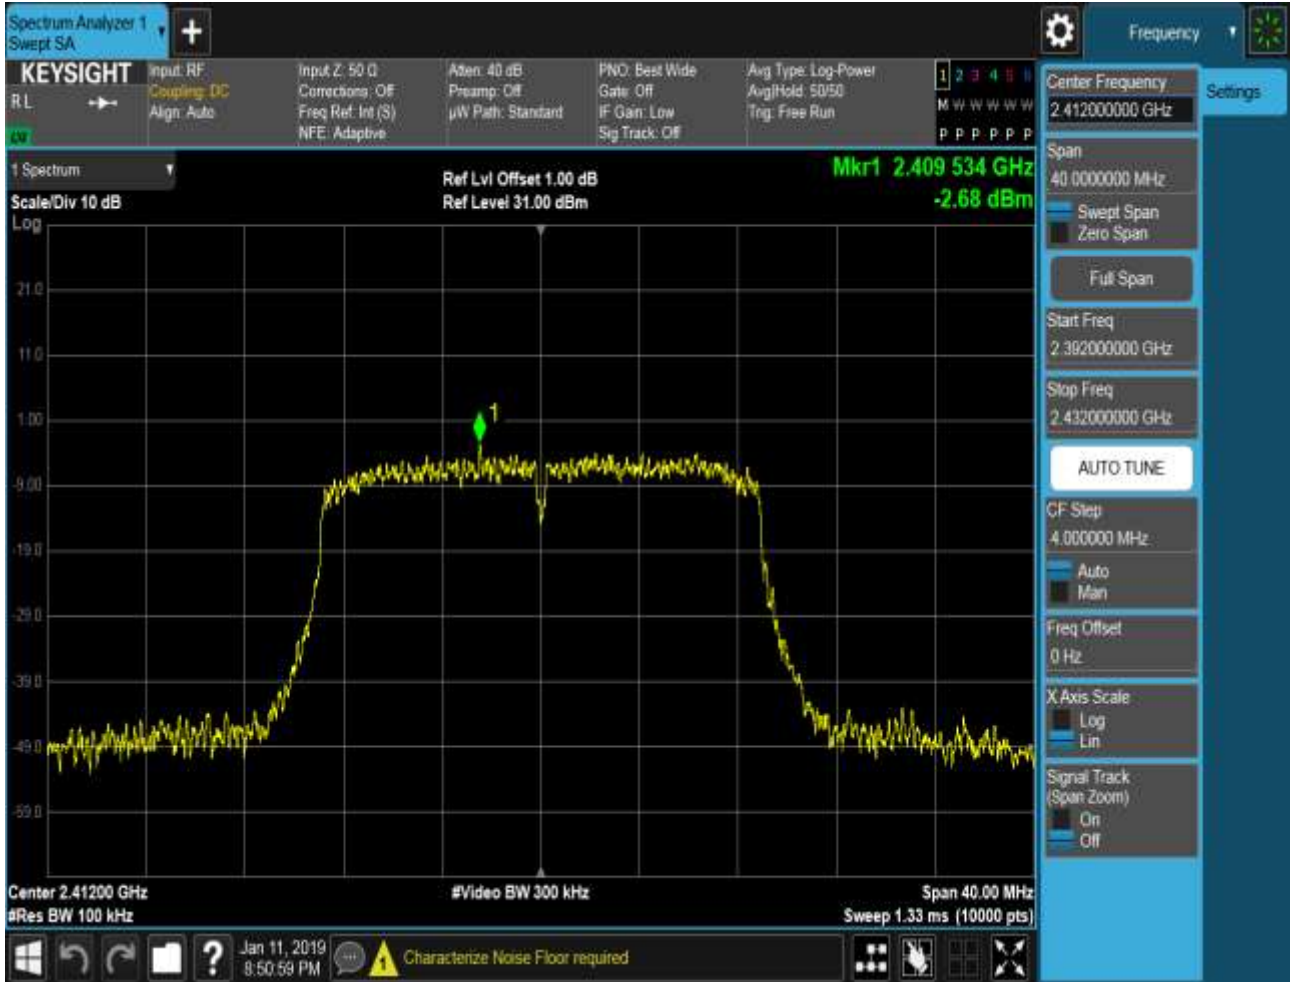 Spectrum Analyzer 1
Swept SA
Frequency
KEYSIGHT
R L
Input: RF
Coupling: DC
Align: Auto
Input Z: 50 Ω
Corrections: Off
Freq Ref: Int (S)
NFE: Adaptive
Atten: 40 dB
Preamp: Off
µW Path: Standard
PNO: Best Wide
Gate: Off
IF Gain: Low
Sig Track: Off
Avg Type: Log-Power
Avg|Hold: 50/50
Trig: Free Run
1 2 3 4 5 6
M W W W W W
P P P P P P
1 Spectrum
Scale/Div 10 dB
Log
Ref Lvl Offset 1.00 dB
Ref Level 31.00 dBm
Mkr1 2.409 534 GHz
-2.68 dBm
21.0
11.0
1.00
-9.00
-19.0
-29.0
-39.0
-49.0
-59.0
1
Center 2.41200 GHz
#Res BW 100 kHz
#Video BW 300 kHz
Span 40.00 MHz
Sweep 1.33 ms (10000 pts)
Center Frequency
2.412000000 GHz
Settings
Span
40.0000000 MHz
Swept Span
Zero Span
Full Span
Start Freq
2.392000000 GHz
Stop Freq
2.432000000 GHz
AUTO TUNE
CF Step
4.000000 MHz
Auto
Man
Freq Offset
0 Hz
X Axis Scale
Log
Lin
Signal Track
(Span Zoom)
On
Off
?
Jan 11, 2019
8:50:59 PM
1
Characterize Noise Floor required